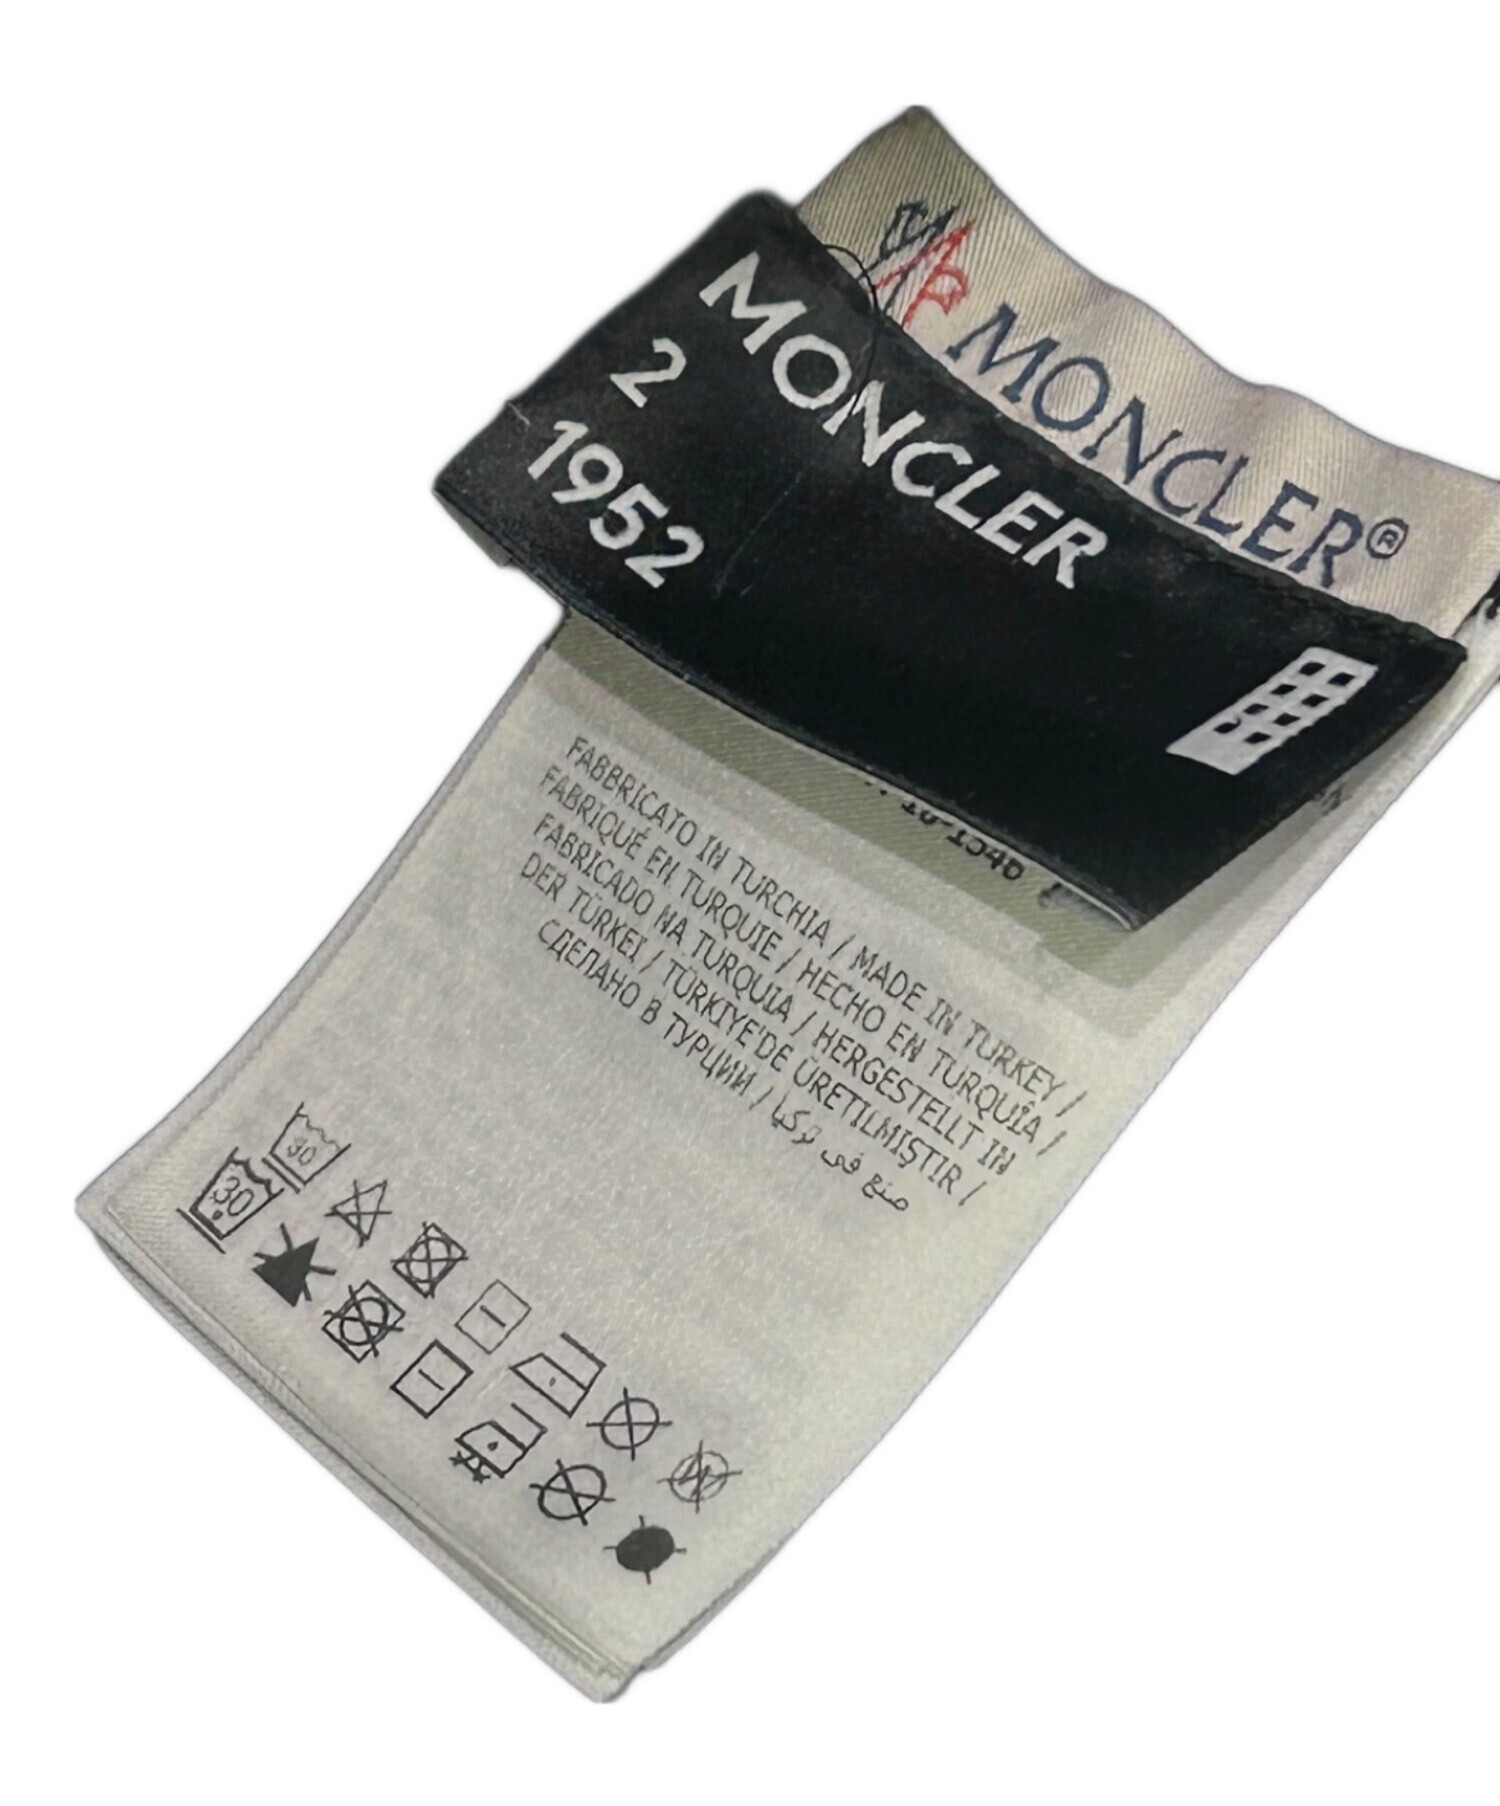 MONCLER®
MONCLER
2
1952
FABBRICATO IN TURCHIA / MADE IN TURKEY /
FABRIQUÉ EN TURQUIE / HECHO EN TURQUÎA /
FABRICADO NA TURQUIA / HERGESTELLT IN
DER TÜRKEI / TÜRKIYE'DE ÜRETILMIŞTIR /
СДЕЛАНО В ТУРЦИИ / صنع في تركيا
30
30